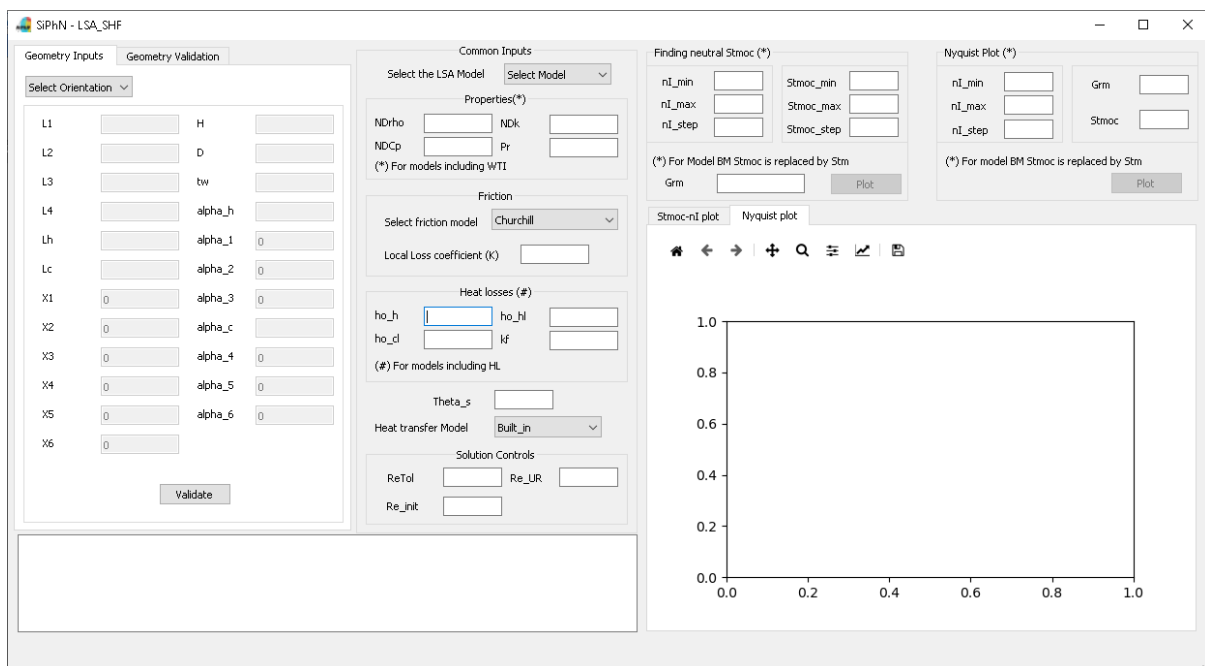 SiPhN - LSA_SHF
Geometry Inputs Geometry Validation
Select Orientation
L1 H
L2 D
L3 tw
L4 alpha_h
Lh alpha_1 0
Lc alpha_2 0
X1 0 alpha_3 0
X2 0 alpha_c
X3 0 alpha_4 0
X4 0 alpha_5 0
X5 0 alpha_6 0
X6 0
Validate
Common Inputs
Select the LSA Model Select Model
Properties(*)
NDrho NDk
NDCp Pr
(*) For models including WTI
Friction
Select friction model Churchill
Local Loss coefficient (K)
Heat losses (#)
ho_h ho_hl
ho_cl kf
(#) For models including HL
Theta_s
Heat transfer Model Built_in
Solution Controls
ReTol Re_UR
Re_init
Finding neutral Stmoc (*)
nI_min Stmoc_min
nI_max Stmoc_max
nI_step Stmoc_step
(*) For Model BM Stmoc is replaced by Stm
Grm Plot
Nyquist Plot (*)
nI_min Grm
nI_max Stmoc
nI_step
(*) For model BM Stmoc is replaced by Stm
Plot
Stmoc-nI plot Nyquist plot
1.0
0.8
0.6
0.4
0.2
0.0
0.0 0.2 0.4 0.6 0.8 1.0